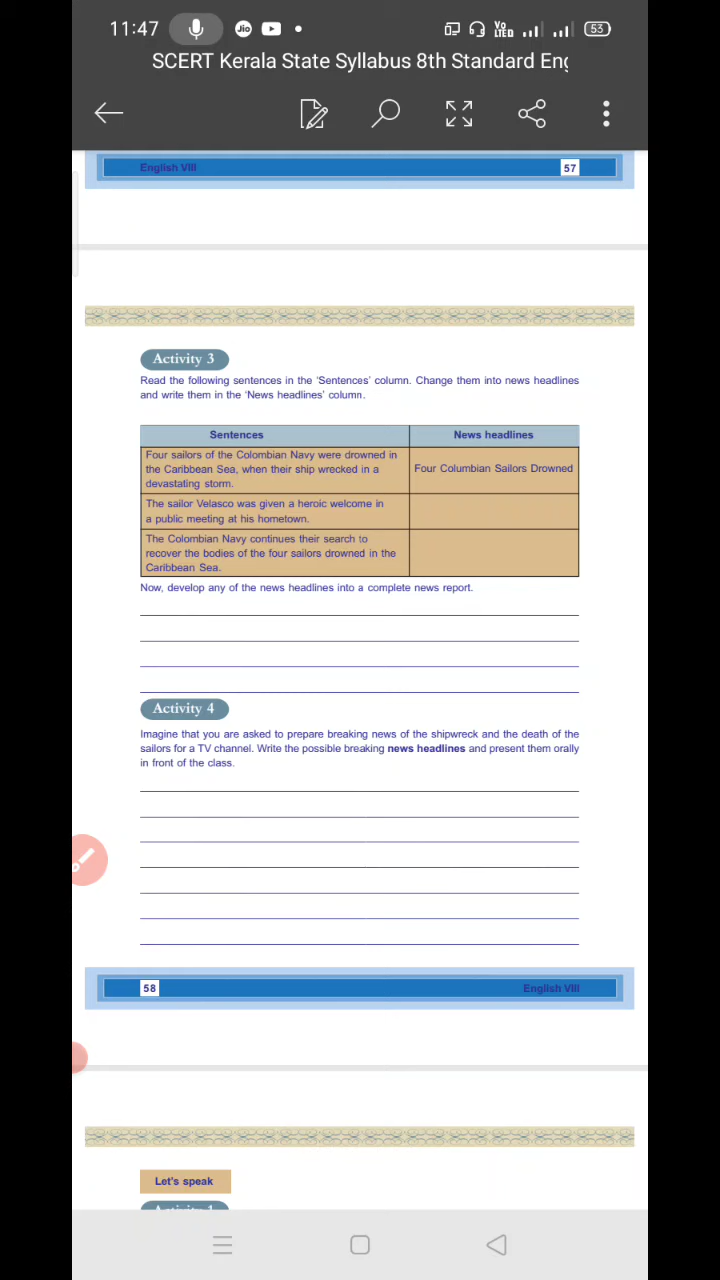 11:47
Jio
Vo
LTE
53
SCERT Kerala State Syllabus 8th Standard Eng
English VIII
57
Activity 3
Read the following sentences in the 'Sentences' column. Change them into news headlines
and write them in the 'News headlines' column.
Sentences
News headlines
Four sailors of the Colombian Navy were drowned in
the Caribbean Sea, when their ship wrecked in a
devastating storm.
Four Columbian Sailors Drowned
The sailor Velasco was given a heroic welcome in
a public meeting at his hometown.
The Colombian Navy continues their search to
recover the bodies of the four sailors drowned in the
Caribbean Sea.
Now, develop any of the news headlines into a complete news report.
Activity 4
Imagine that you are asked to prepare breaking news of the shipwreck and the death of the
sailors for a TV channel. Write the possible breaking news headlines and present them orally
in front of the class.
58
English VIII
Let's speak
Activity 1